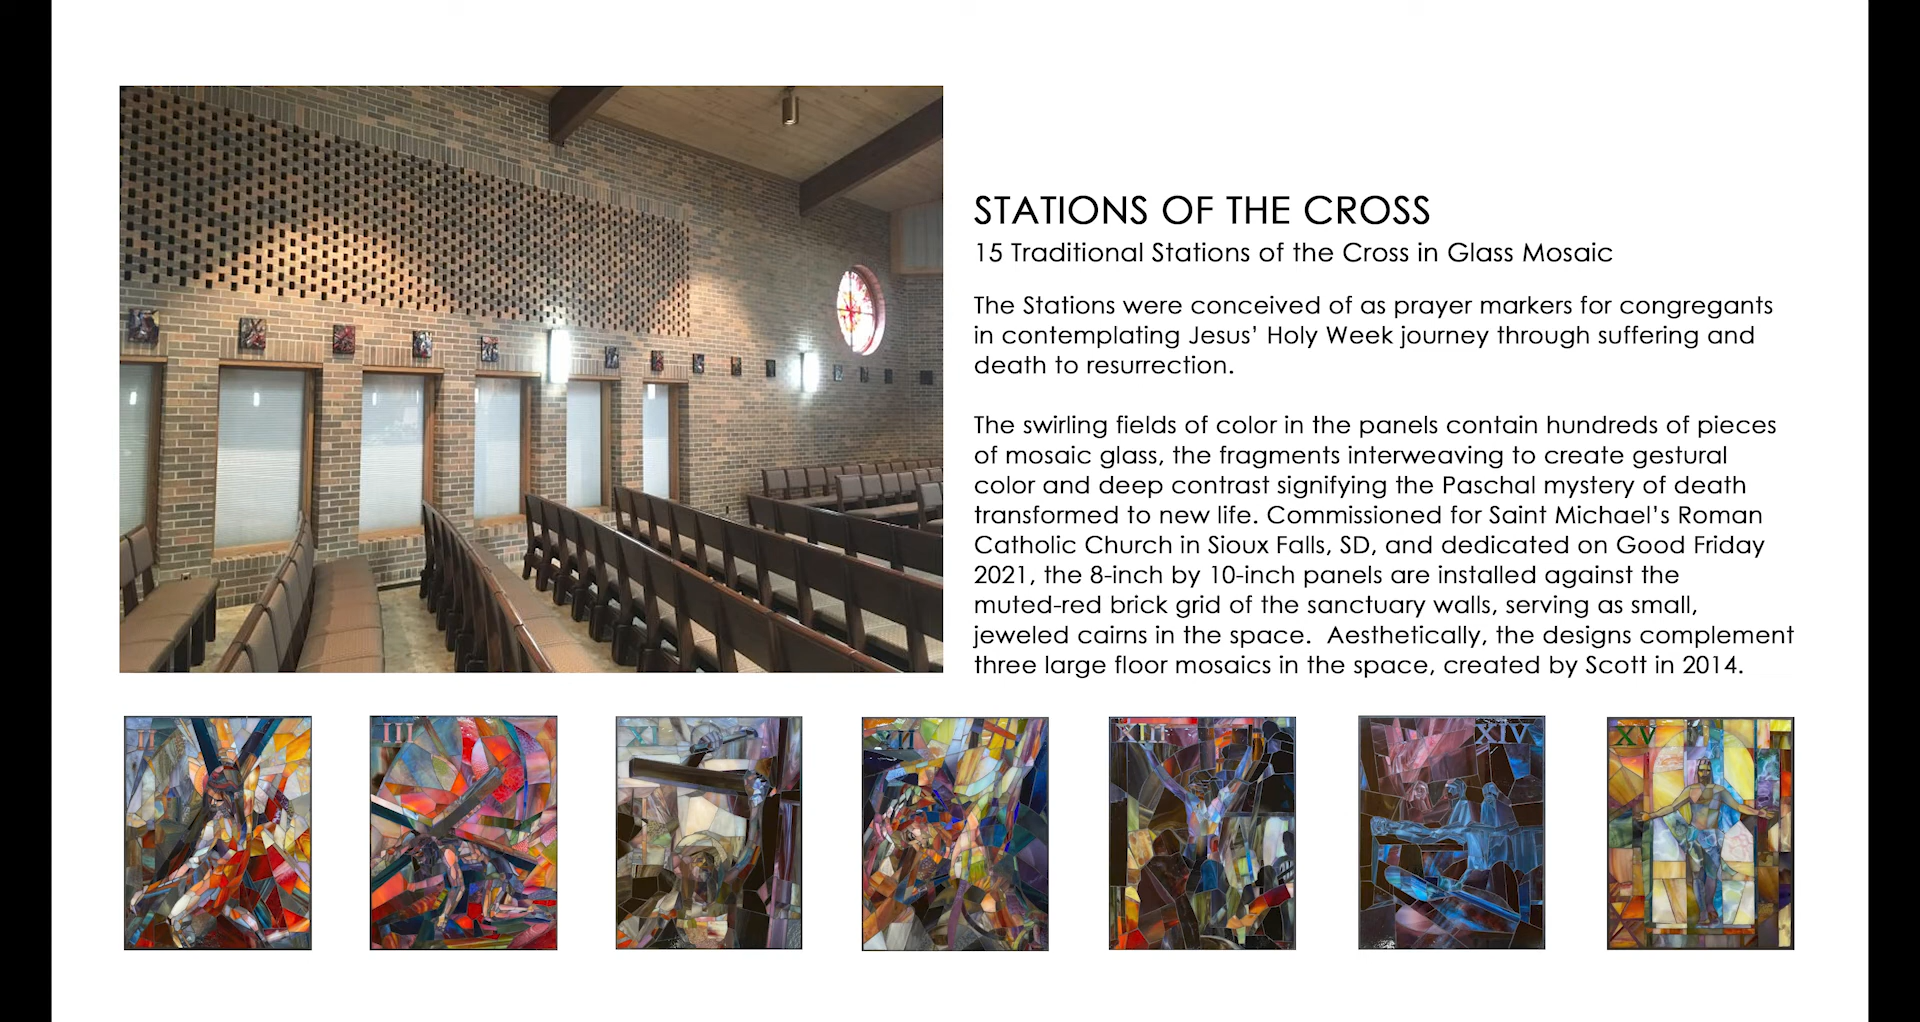 STATIONS OF THE CROSS
15 Traditional Stations of the Cross in Glass Mosaic
The Stations were conceived of as prayer markers for congregants
in contemplating Jesus’ Holy Week journey through suffering and
death to resurrection.
The swirling fields of color in the panels contain hundreds of pieces
of mosaic glass, the fragments interweaving to create gestural
color and deep contrast signifying the Paschal mystery of death
transformed to new life. Commissioned for Saint Michael’s Roman
Catholic Church in Sioux Falls, SD, and dedicated on Good Friday
2021, the 8-inch by 10-inch panels are installed against the
muted-red brick grid of the sanctuary walls, serving as small,
jeweled cairns in the space.  Aesthetically, the designs complement
three large floor mosaics in the space, created by Scott in 2014.
II
III
XI
XII
XIII
XIV
XV